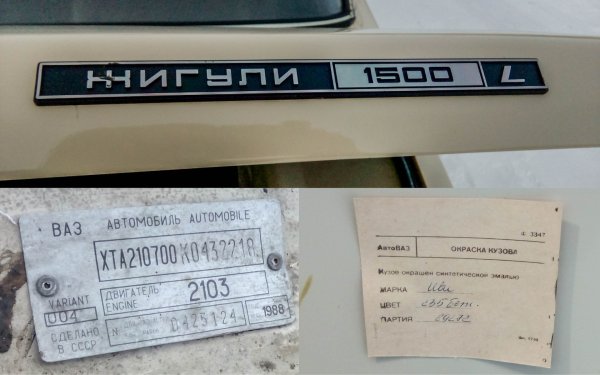 ЖИГУЛИ 1500 L
ВАЗ АВТОМОБИЛЬ AUTOMOBILE
XTA210700
VARIANT ДВИГАТЕЛЬ 2103
004 ENGINE
СДЕЛАНО N 1988
В СССР
АвтоВАЗ ОКРАСКА КУЗОВА
Кузов окрашен синтетической эмалью
МАРКА
ЦВЕТ
ПАРТИЯ